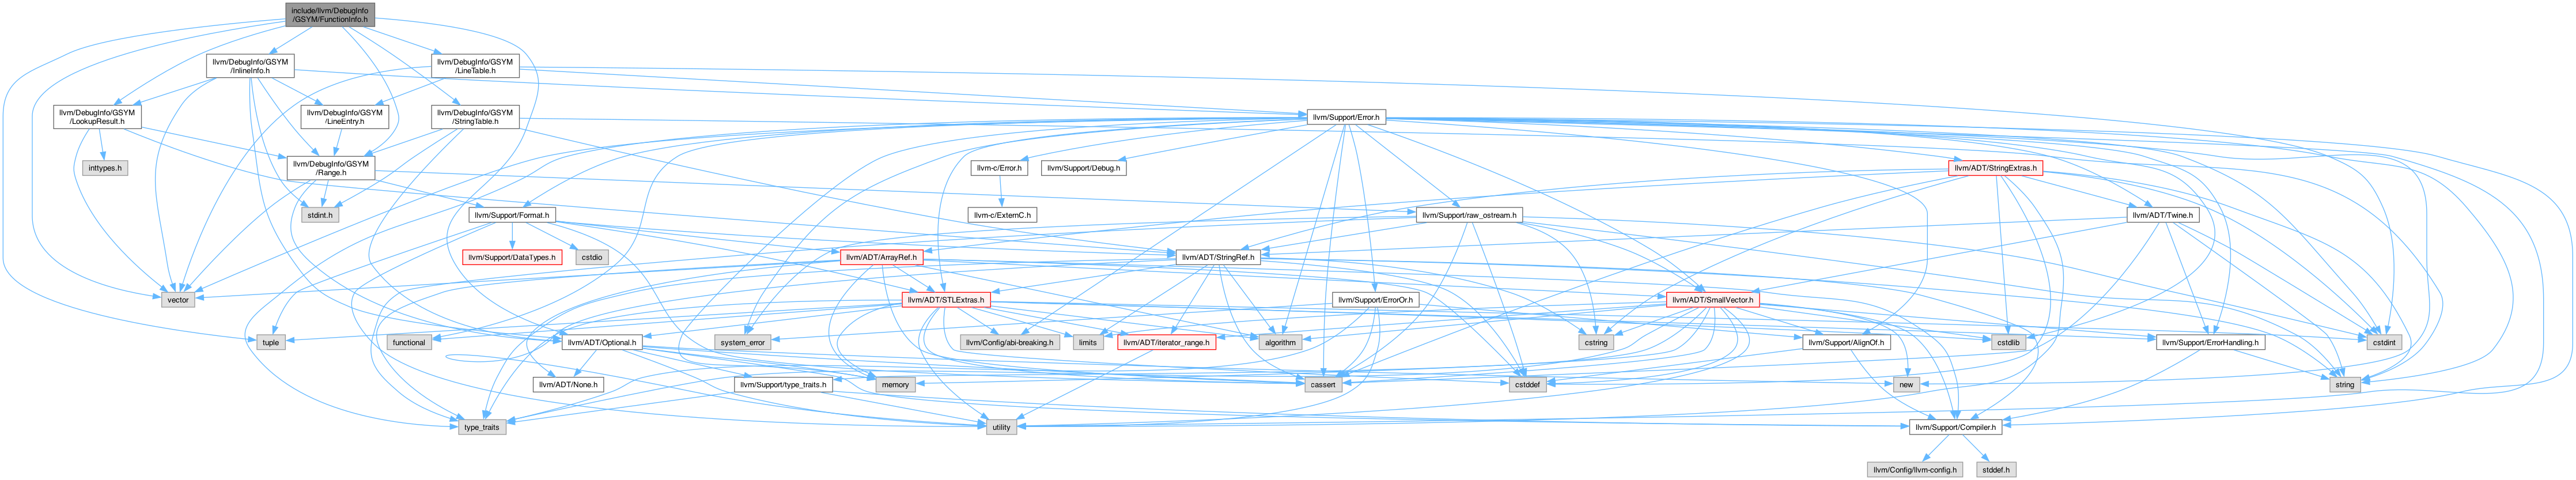 include/llvm/DebugInfo
/GSYM/FunctionInfo.h
llvm/DebugInfo/GSYM
/InlineInfo.h
llvm/DebugInfo/GSYM
/LineTable.h
llvm/DebugInfo/GSYM
/LookupResult.h
llvm/DebugInfo/GSYM
/LineEntry.h
llvm/DebugInfo/GSYM
/StringTable.h
llvm/Support/Error.h
inttypes.h
llvm/DebugInfo/GSYM
/Range.h
llvm-c/Error.h
llvm/Support/Debug.h
llvm/ADT/StringExtras.h
stdint.h
llvm/Support/Format.h
llvm-c/ExternC.h
llvm/Support/raw_ostream.h
llvm/ADT/Twine.h
llvm/Support/DataTypes.h
cstdio
llvm/ADT/ArrayRef.h
llvm/ADT/StringRef.h
vector
llvm/ADT/STLExtras.h
llvm/Support/ErrorOr.h
llvm/ADT/SmallVector.h
tuple
functional
llvm/ADT/Optional.h
system_error
llvm/Config/abi-breaking.h
limits
llvm/ADT/iterator_range.h
algorithm
cstring
llvm/Support/AlignOf.h
cstdlib
llvm/Support/ErrorHandling.h
cstdint
llvm/ADT/None.h
llvm/Support/type_traits.h
memory
cassert
cstddef
new
string
type_traits
utility
llvm/Support/Compiler.h
llvm/Config/llvm-config.h
stddef.h